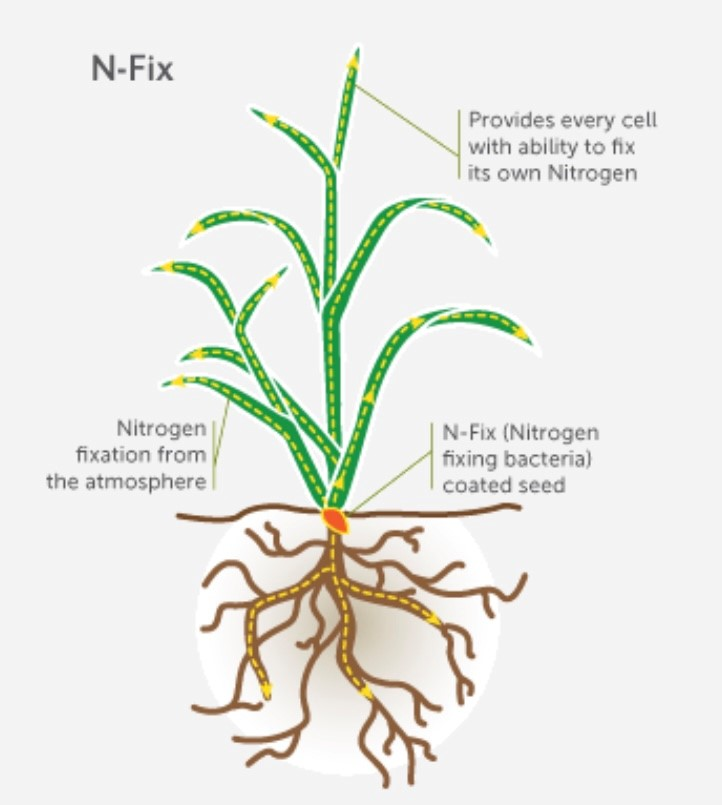 N-Fix
Provides every cell
with ability to fix
its own Nitrogen
Nitrogen
fixation from
the atmosphere
N-Fix (Nitrogen
fixing bacteria)
coated seed